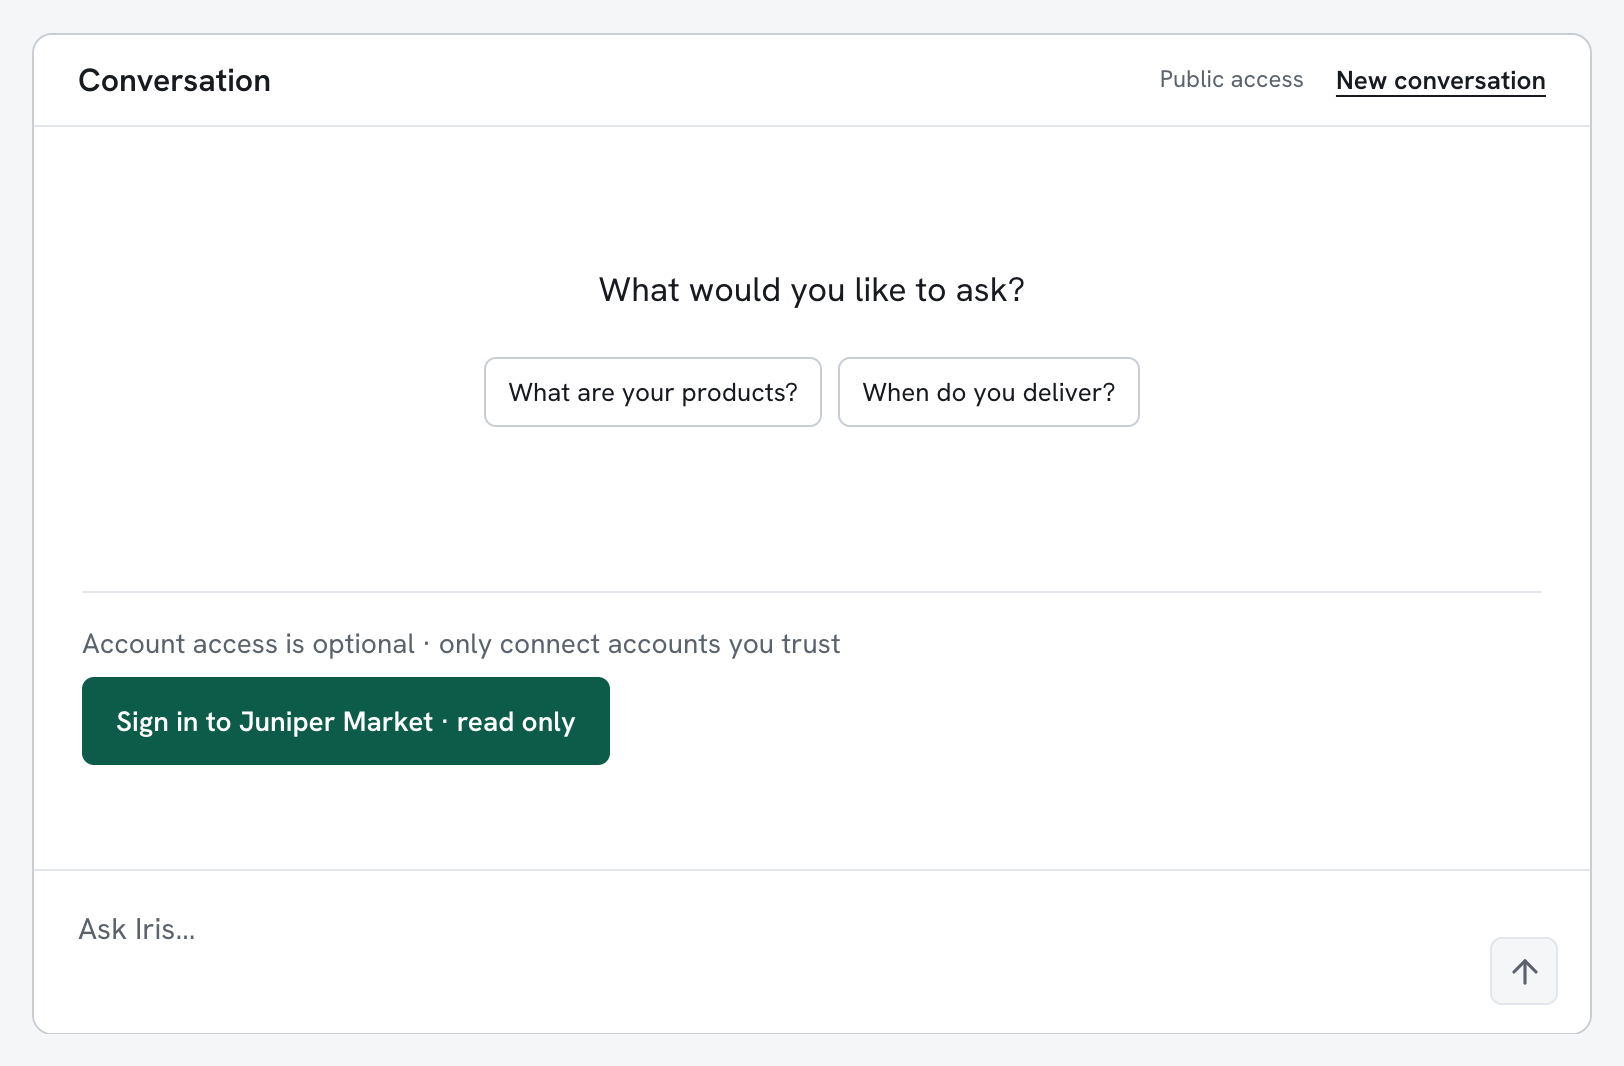 Conversation
Public access
New conversation
What would you like to ask?
What are your products?
When do you deliver?
Account access is optional · only connect accounts you trust
Sign in to Juniper Market · read only
Ask Iris...